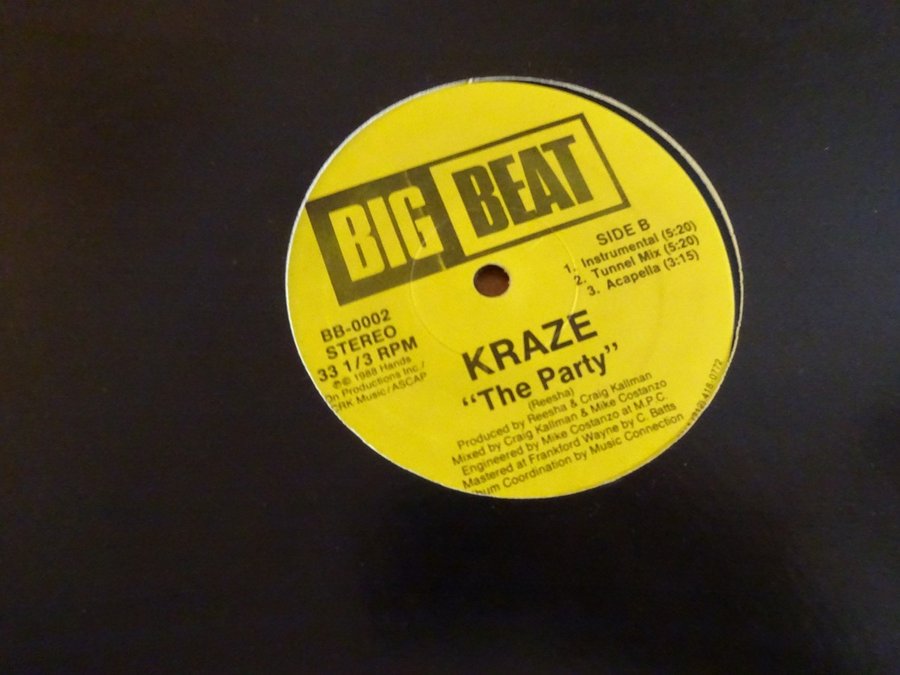 BIG BEAT
SIDE B
1. Instrumental (5:20)
2. Tunnel Mix (5:20)
3. Acapella (3:15)
BB-0002
STEREO
33 1/3 RPM
℗© 1988 Hands
On Productions Inc./
CRK Music/ASCAP
KRAZE
“The Party”
(Reesha)
Produced by Reesha & Craig Kallman
Mixed by Craig Kallman & Mike Costanzo
Engineered by Mike Costanzo at M.P.C.
Mastered at Frankford Wayne by C. Batts
Coordination by Music Connection
418-0772